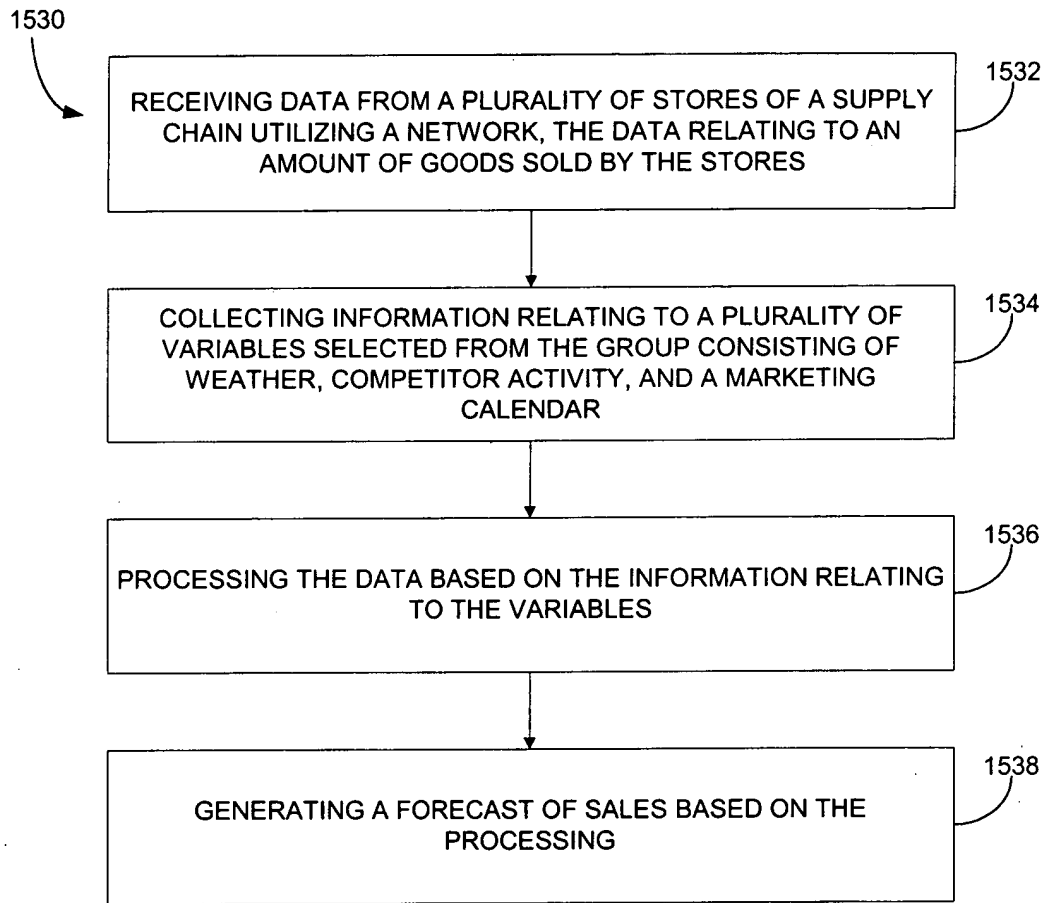 1530
1532
RECEIVING DATA FROM A PLURALITY OF STORES OF A SUPPLY
CHAIN UTILIZING A NETWORK, THE DATA RELATING TO AN
AMOUNT OF GOODS SOLD BY THE STORES
1534
COLLECTING INFORMATION RELATING TO A PLURALITY OF
VARIABLES SELECTED FROM THE GROUP CONSISTING OF
WEATHER, COMPETITOR ACTIVITY, AND A MARKETING
CALENDAR
1536
PROCESSING THE DATA BASED ON THE INFORMATION RELATING
TO THE VARIABLES
1538
GENERATING A FORECAST OF SALES BASED ON THE
PROCESSING